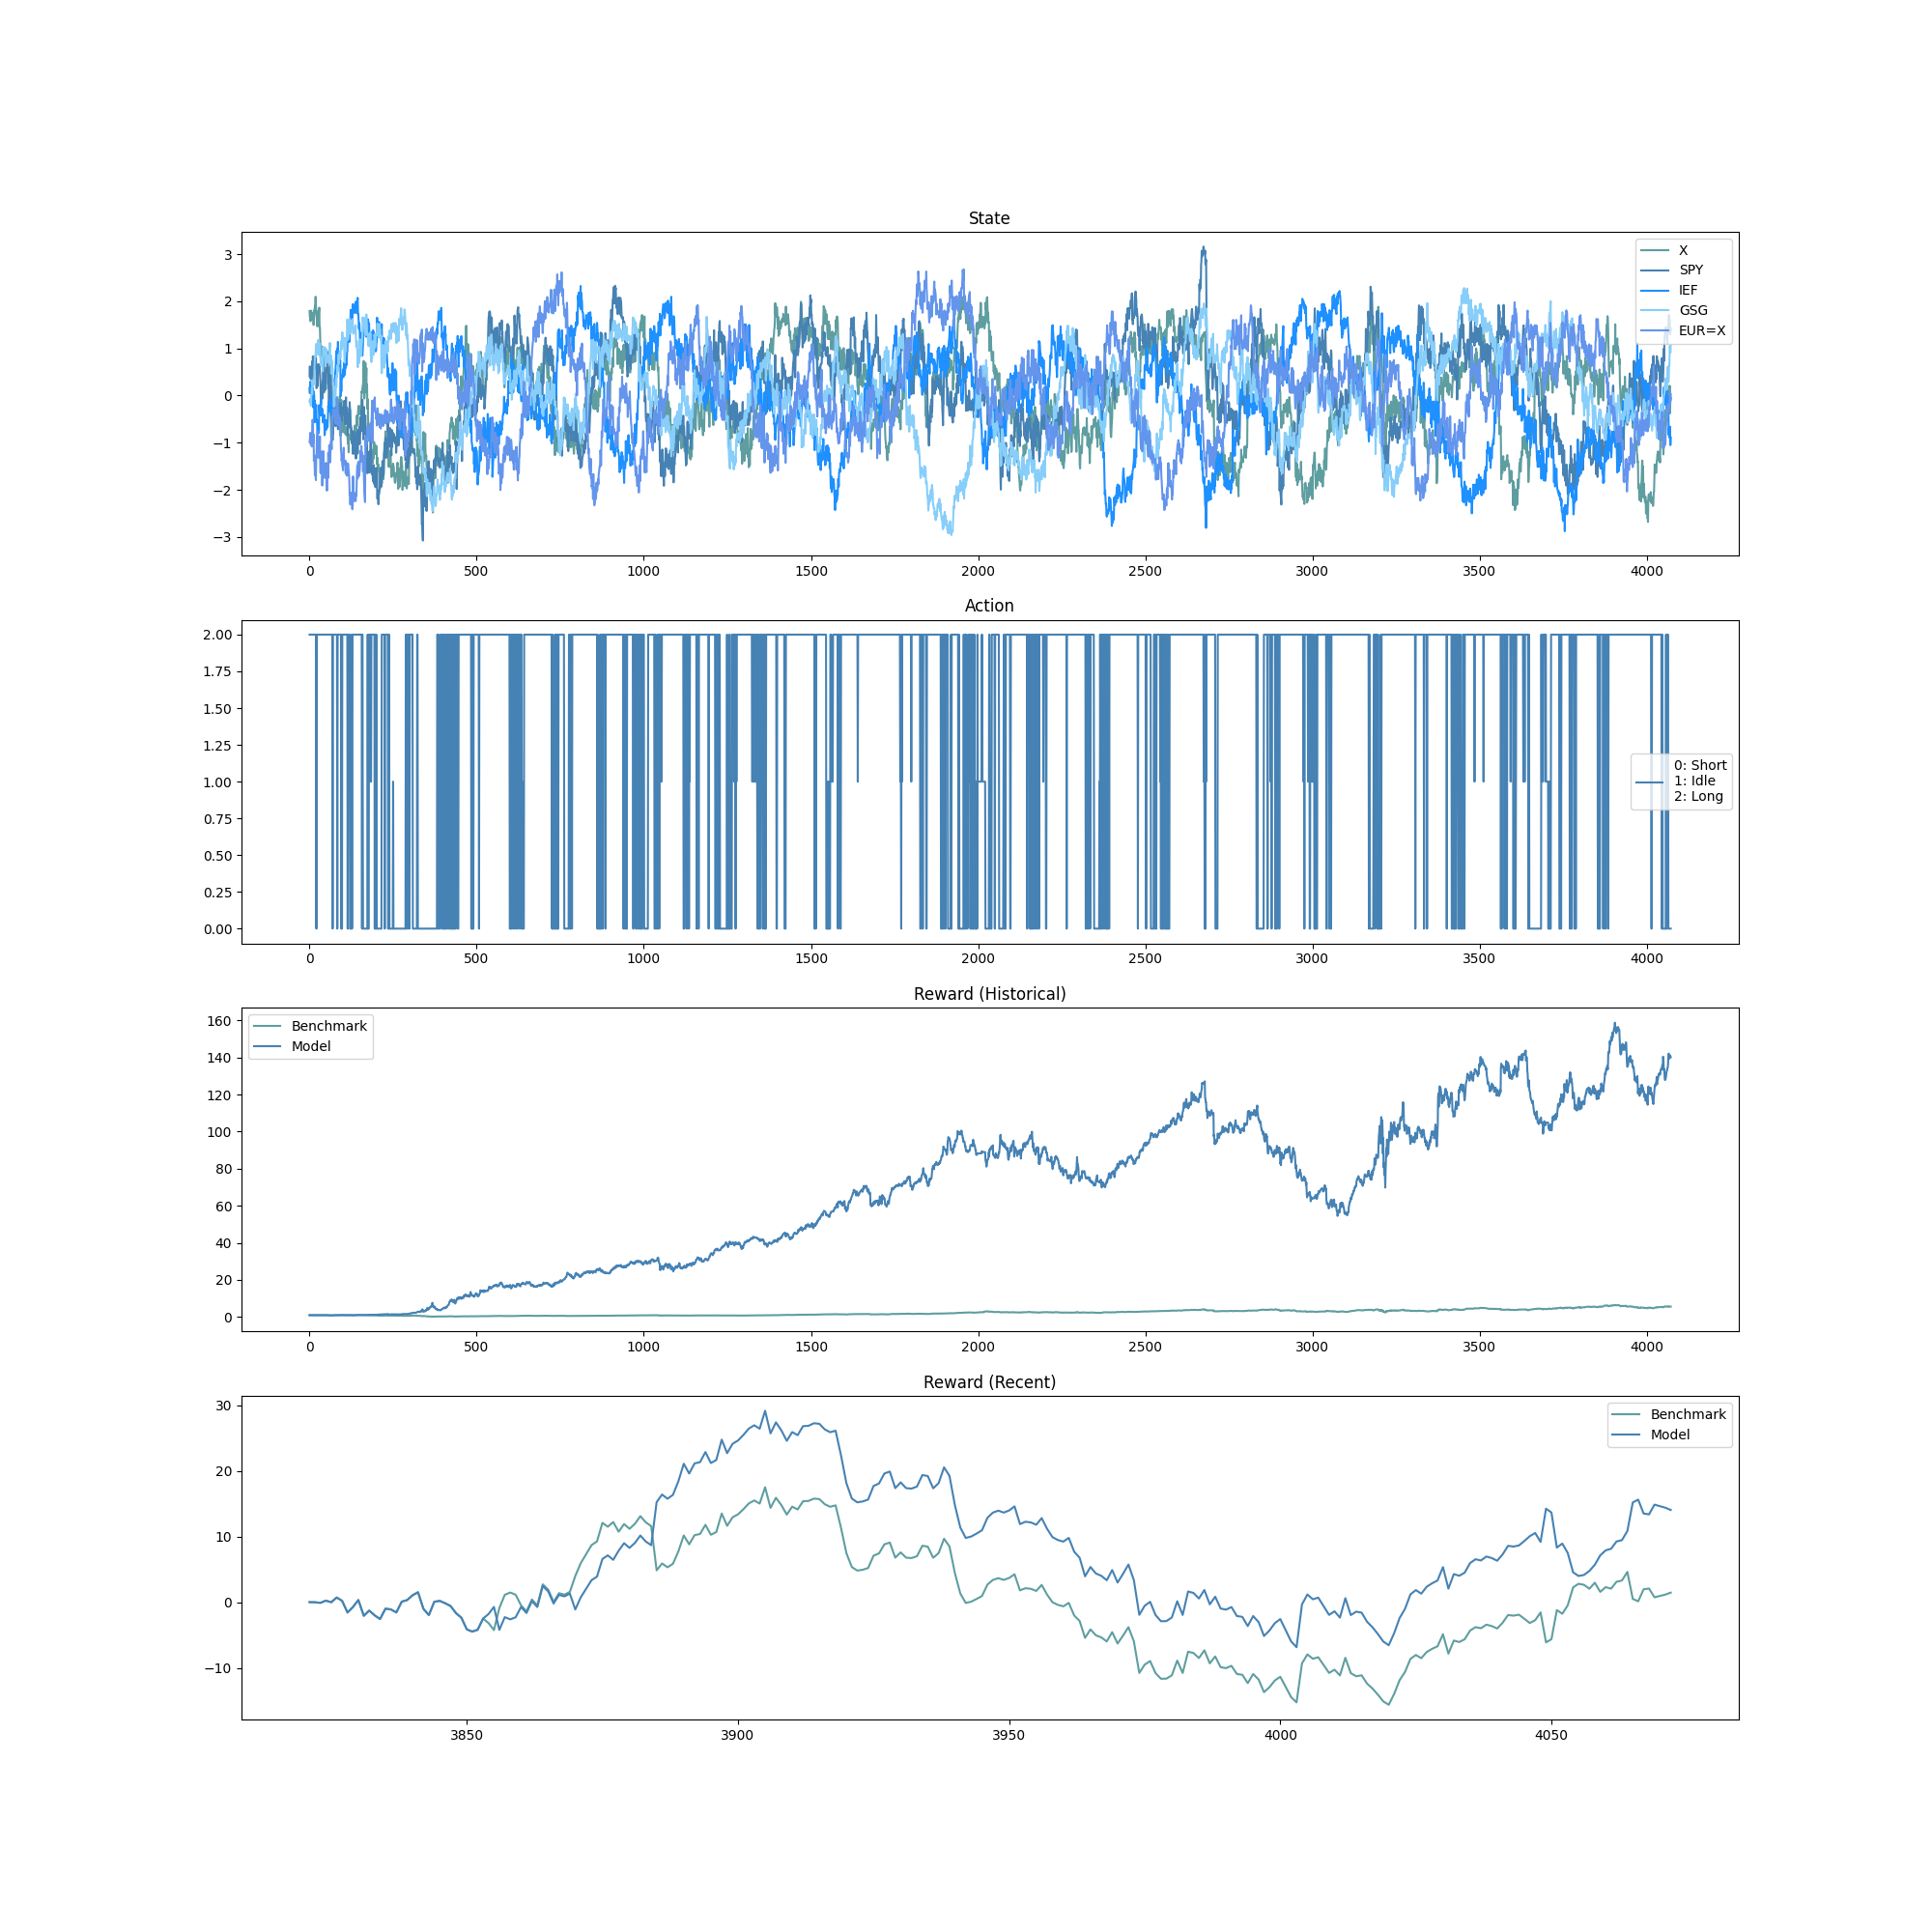 State
3
2
1
0
−1
−2
−3
X
SPY
IEF
GSG
EUR=X
0 500 1000 1500 2000 2500 3000 3500 4000
Action
2.00
1.75
1.50
1.25
1.00
0.75
0.50
0.25
0.00
0: Short
1: Idle
2: Long
0 500 1000 1500 2000 2500 3000 3500 4000
Reward (Historical)
160
140
120
100
80
60
40
20
0
Benchmark
Model
0 500 1000 1500 2000 2500 3000 3500 4000
Reward (Recent)
30
20
10
0
−10
Benchmark
Model
3850 3900 3950 4000 4050